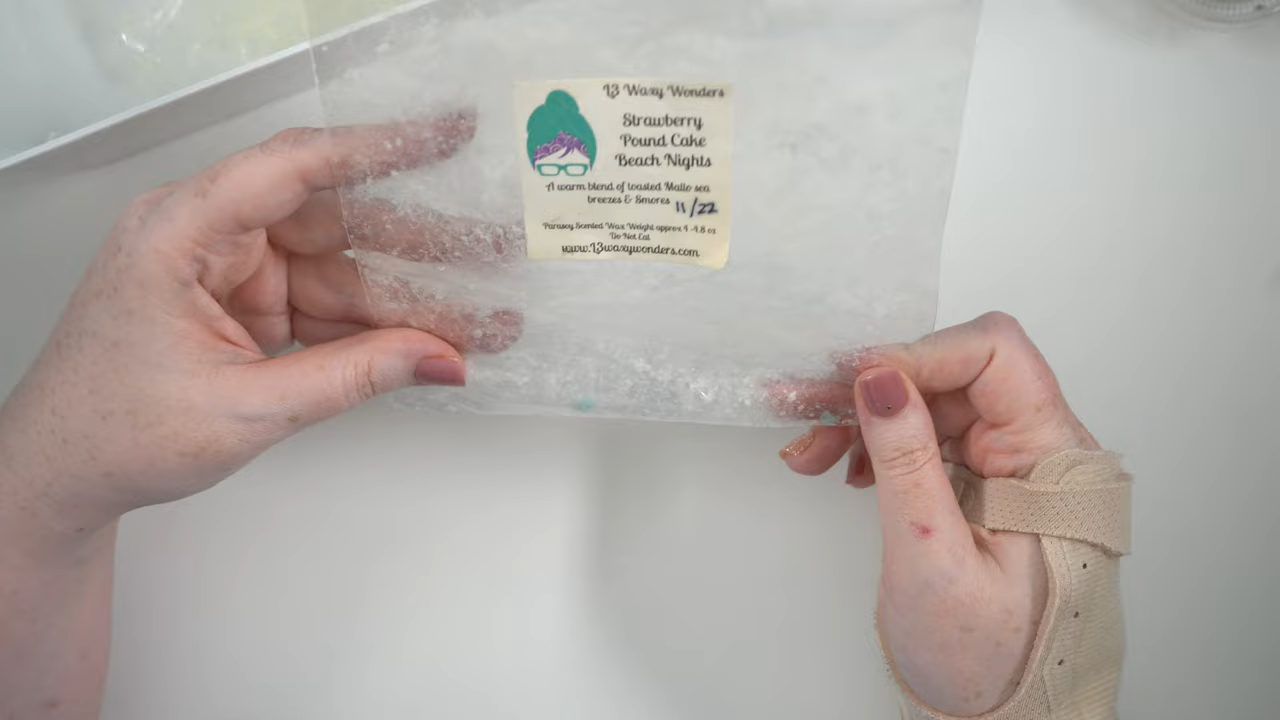 13 Waxy Wonders
Strawberry
Pound Cake
Beach Nights
A warm blend of toasted Mallo sea
breezes & Smores 11/22
Parasoy Scented Wax Weight approx 4 -4.8 oz
Do Not Eat
www.13waxywonders.com